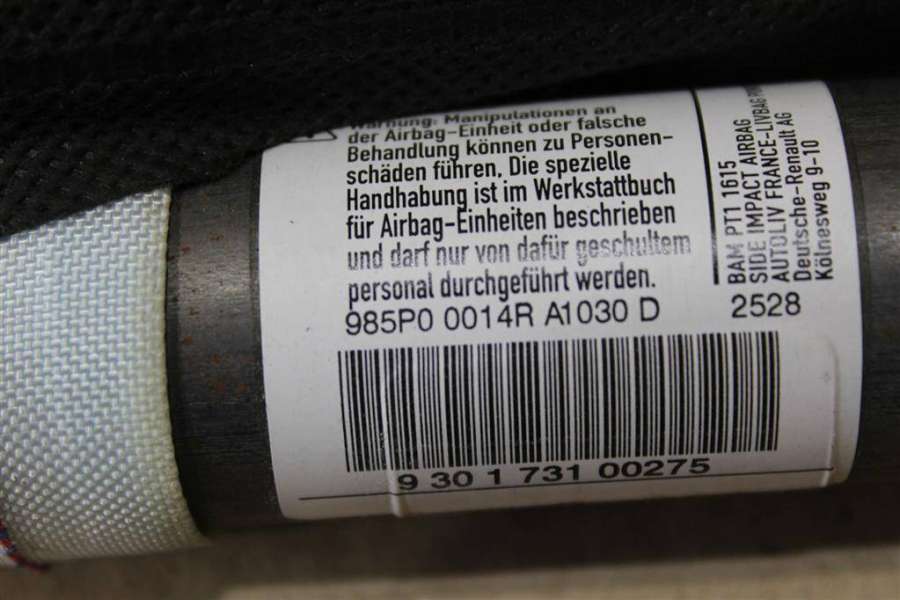 Warnung: Manipulationen an
der Airbag-Einheit oder falsche
Behandlung können zu Personen-
schäden führen. Die spezielle
Handhabung ist im Werkstattbuch
für Airbag-Einheiten beschrieben
und darf nur von dafür geschultem
personal durchgeführt werden.
985P0 0014R A1030 D
9 30 1 731 00275
BAM PT1 1615
SIDE IMPACT AIRBAG
AUTOLIV FRANCE-LIVBAG
Deutsche-Renault AG
Kölnesweg 9-10
2528